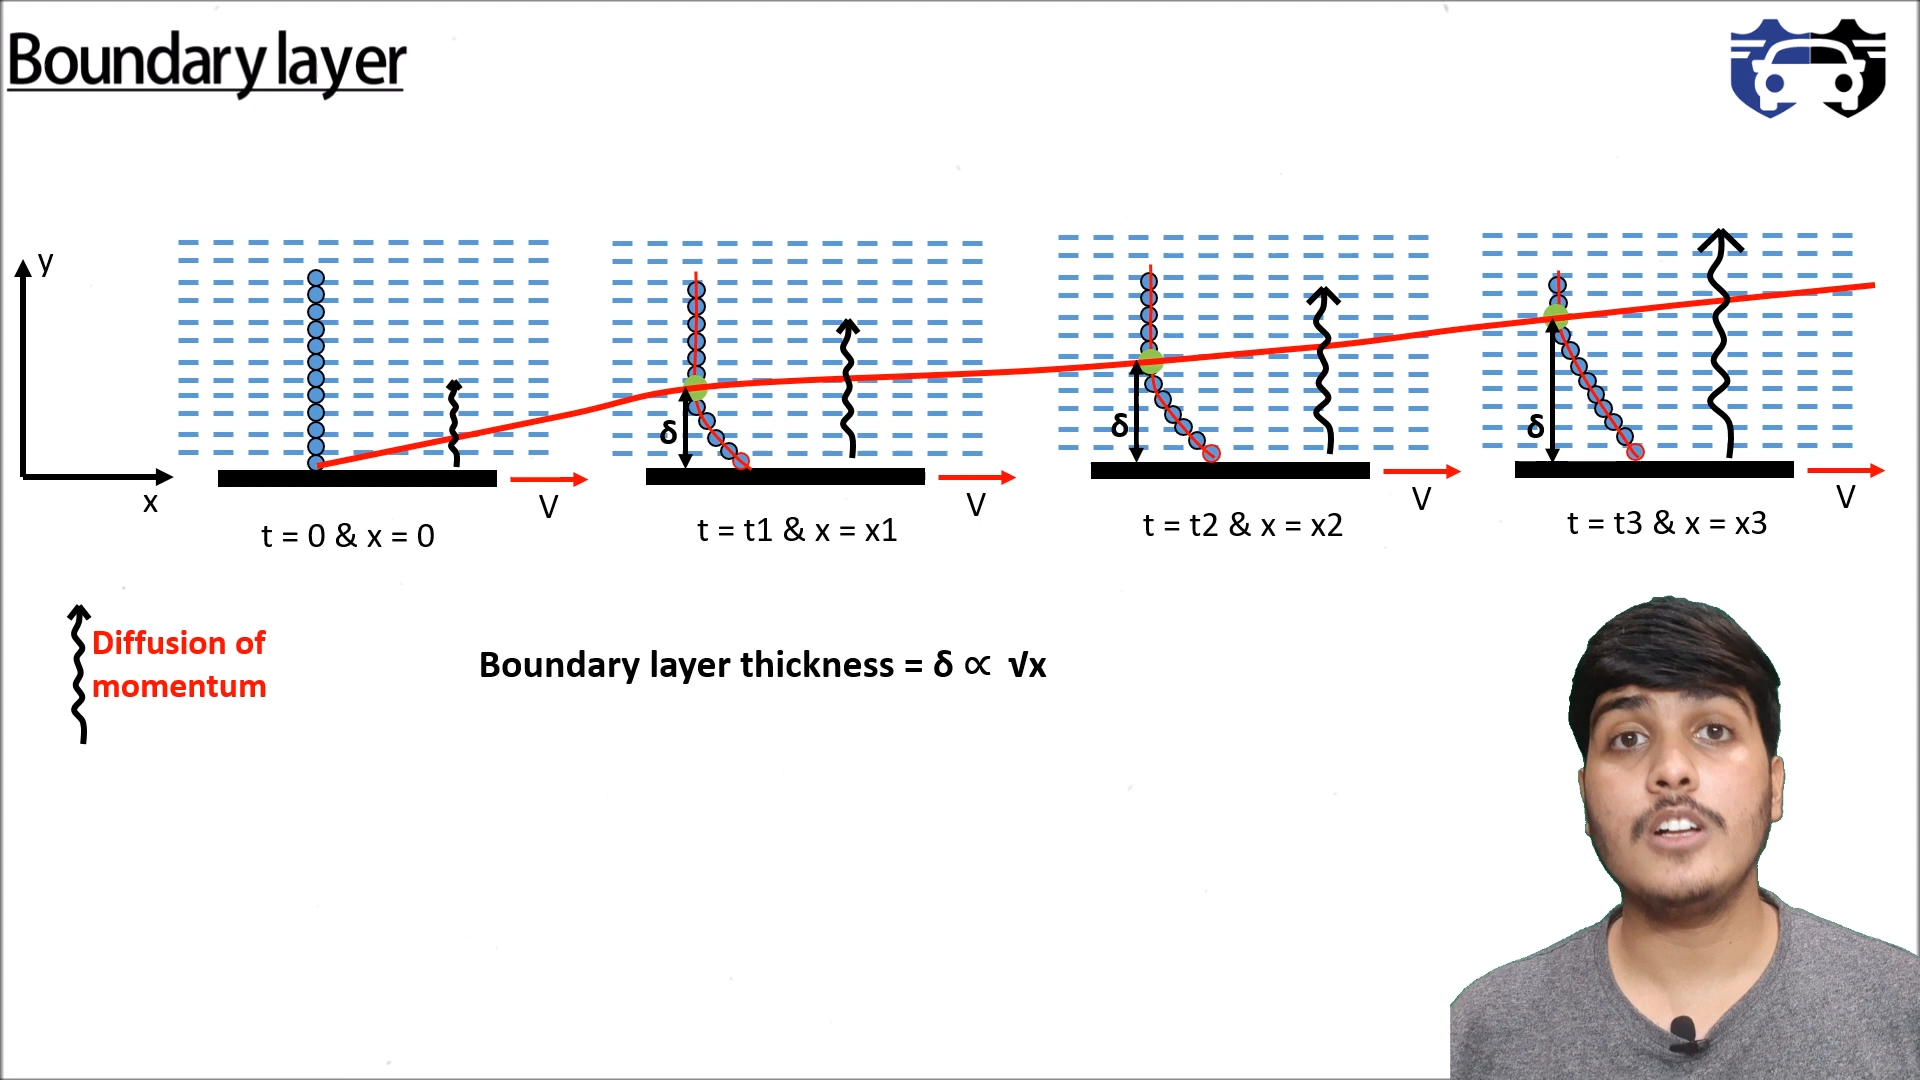 Boundary layer
y
x
δ
δ
δ
V
V
V
V
t = 0 & x = 0
t = t1 & x = x1
t = t2 & x = x2
t = t3 & x = x3
Diffusion of
momentum
Boundary layer thickness = δ ∝ √x